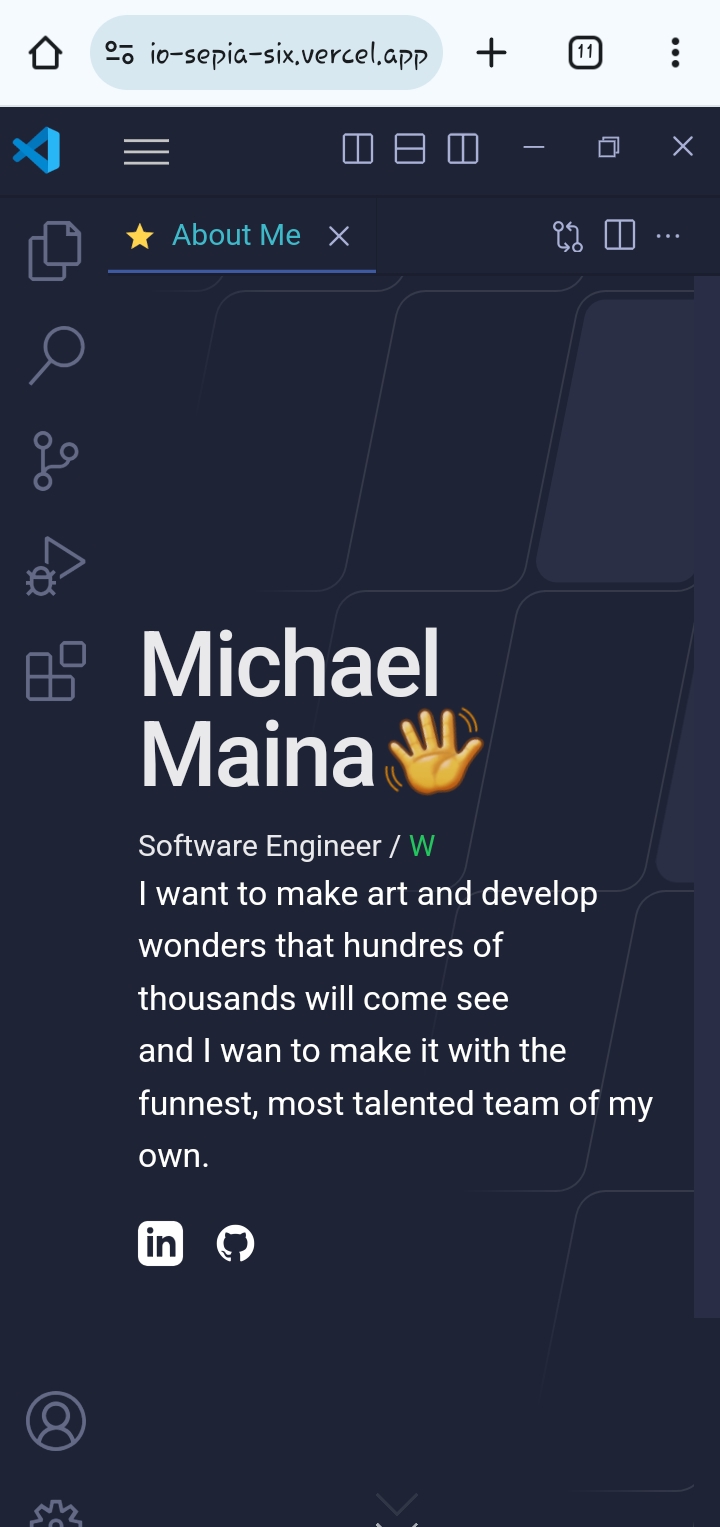 io-sepia-six.vercel.app
11
About Me
Michael
Maina
Software Engineer / W
I want to make art and develop
wonders that hundres of
thousands will come see
and I wan to make it with the
funnest, most talented team of my
own.
in